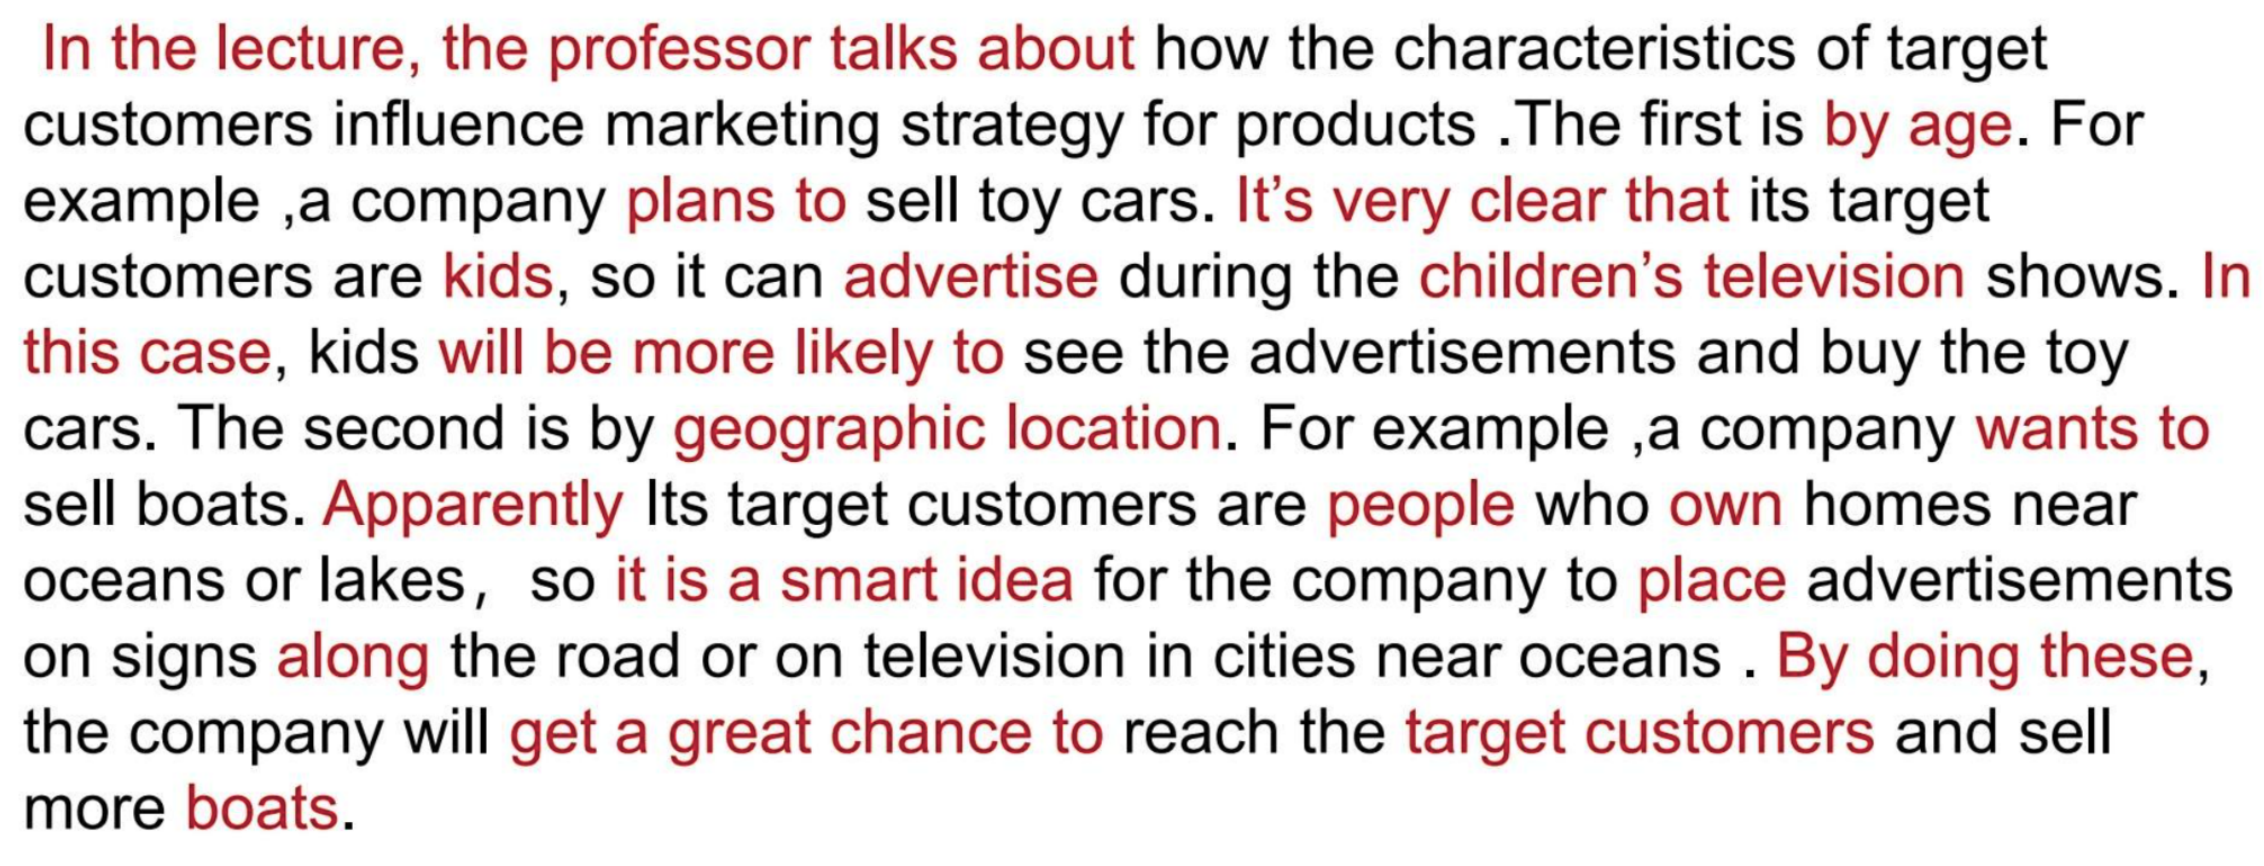 In the lecture, the professor talks about how the characteristics of target
customers influence marketing strategy for products .The first is by age. For
example ,a company plans to sell toy cars. It’s very clear that its target
customers are kids, so it can advertise during the children’s television shows. In
this case, kids will be more likely to see the advertisements and buy the toy
cars. The second is by geographic location. For example ,a company wants to
sell boats. Apparently Its target customers are people who own homes near
oceans or lakes，so it is a smart idea for the company to place advertisements
on signs along the road or on television in cities near oceans . By doing these,
the company will get a great chance to reach the target customers and sell
more boats.